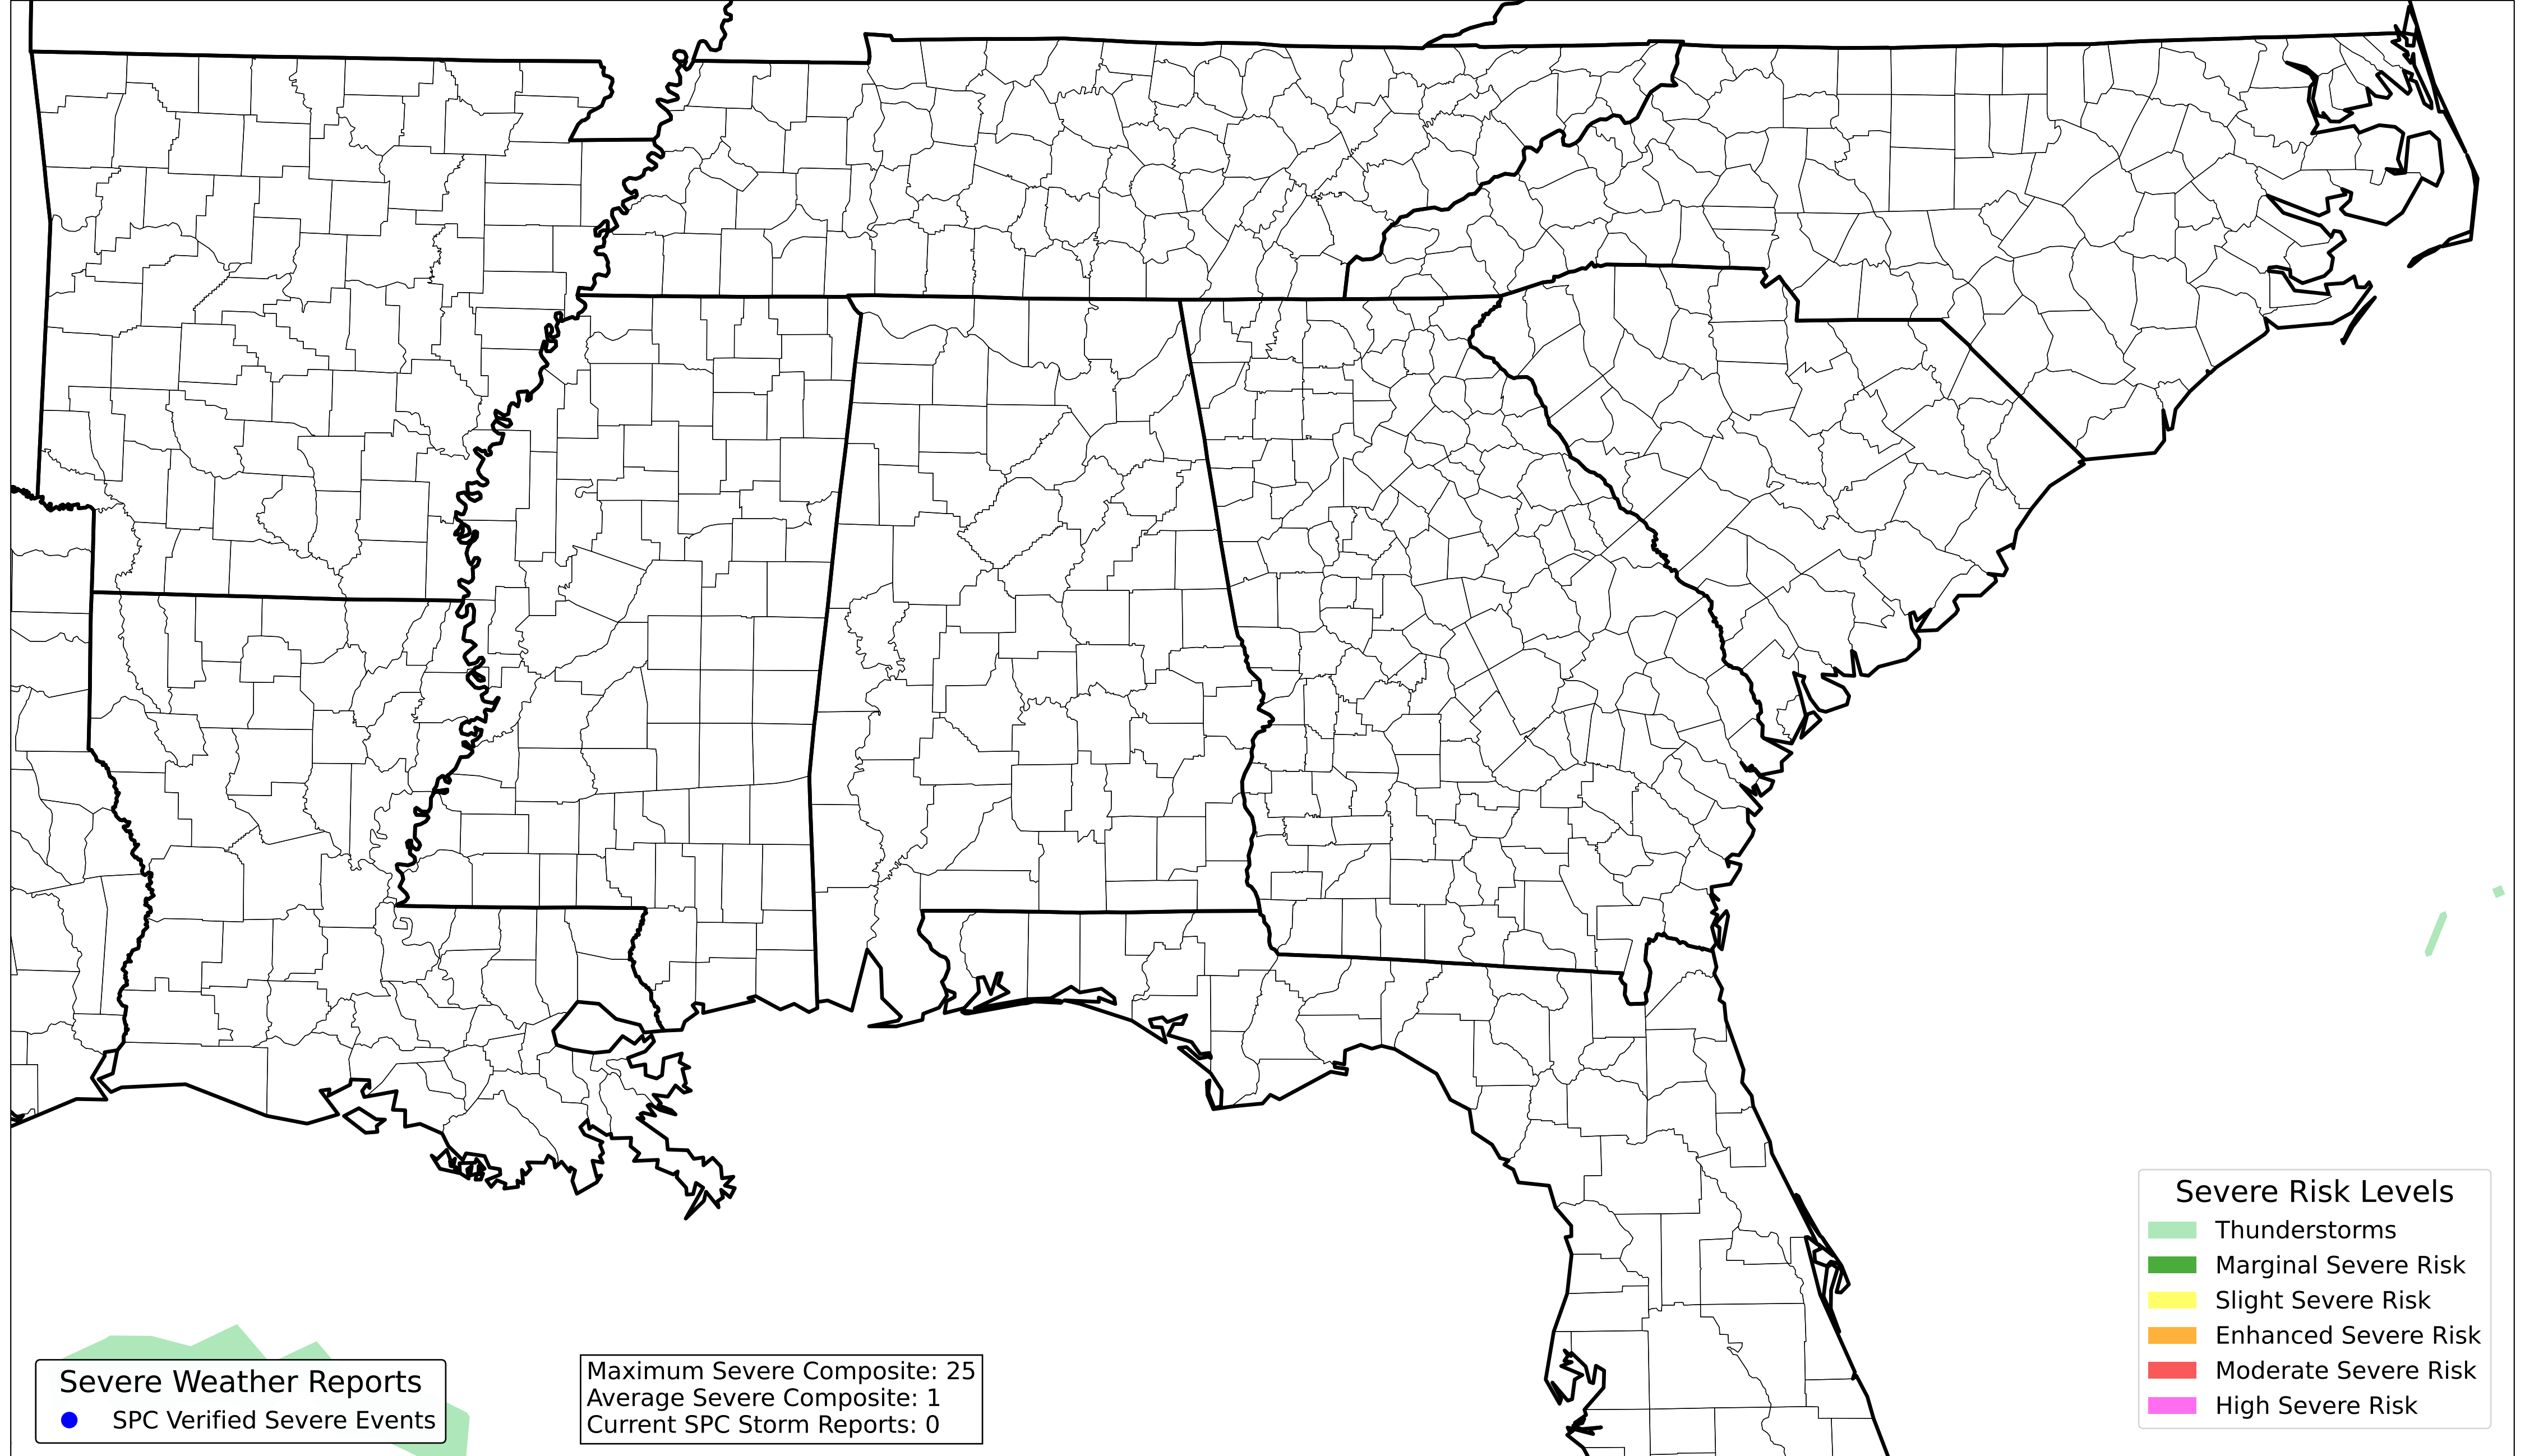 Severe Risk Levels
Thunderstorms
Marginal Severe Risk
Slight Severe Risk
Enhanced Severe Risk
Moderate Severe Risk
High Severe Risk
Severe Weather Reports
SPC Verified Severe Events
Maximum Severe Composite: 25
Average Severe Composite: 1
Current SPC Storm Reports: 0